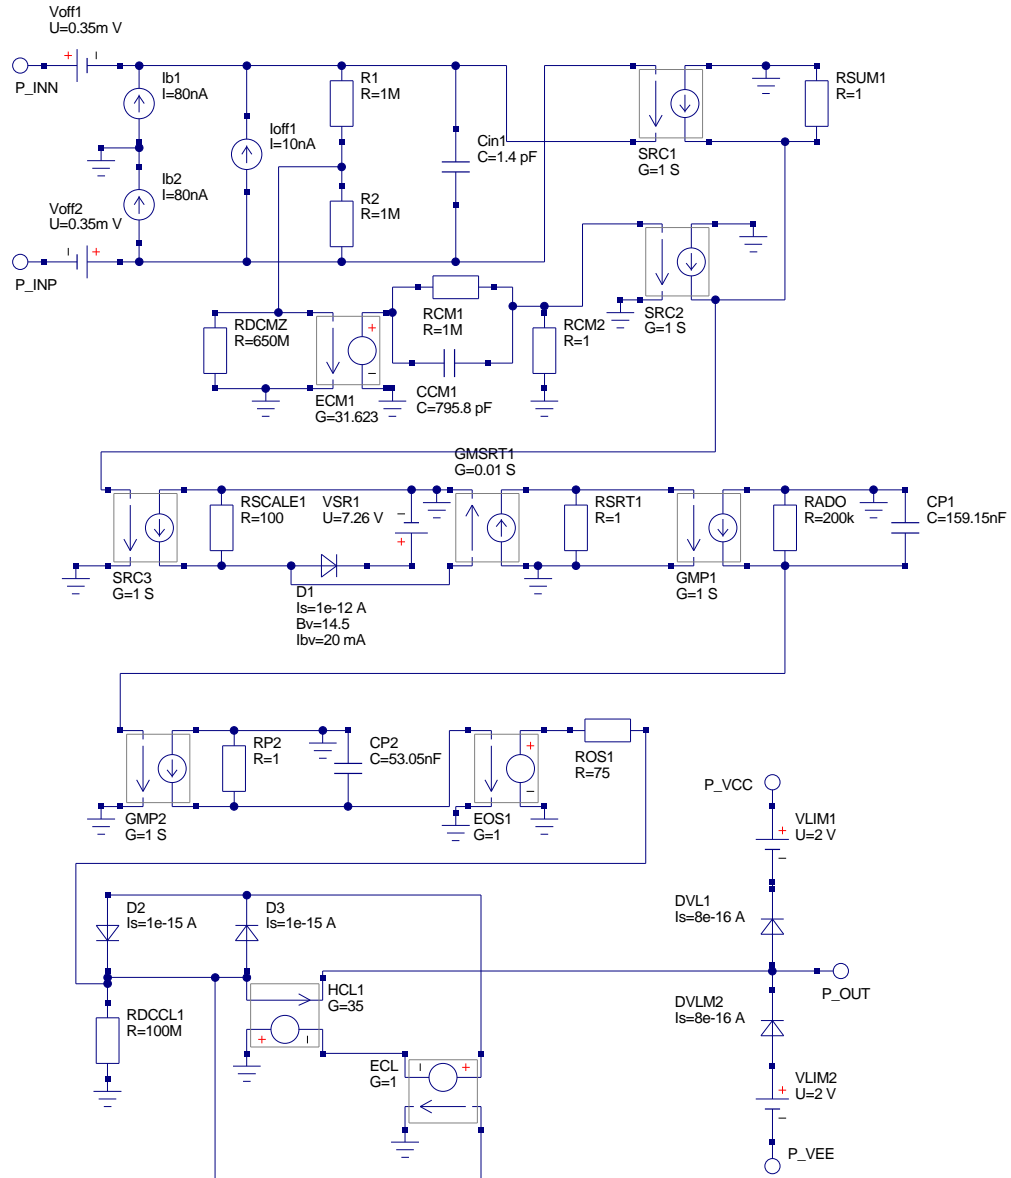 Voff1
U=0.35m V
P_INN
Ib1
I=80nA
Ioff1
I=10nA
R1
R=1M
Cin1
C=1.4 pF
SRC1
G=1 S
RSUM1
R=1
Ib2
I=80nA
R2
R=1M
Voff2
U=0.35m V
P_INP
SRC2
G=1 S
RDCMZ
R=650M
ECM1
G=31.623
RCM1
R=1M
CCM1
C=795.8 pF
RCM2
R=1
GMSRT1
G=0.01 S
SRC3
G=1 S
RSCALE1
R=100
VSR1
U=7.26 V
D1
Is=1e-12 A
Bv=14.5
Ibv=20 mA
RSRT1
R=1
GMP1
G=1 S
RADO
R=200k
CP1
C=159.15nF
GMP2
G=1 S
RP2
R=1
CP2
C=53.05nF
EOS1
G=1
ROS1
R=75
P_VCC
VLIM1
U=2 V
D2
Is=1e-15 A
D3
Is=1e-15 A
DVL1
Is=8e-16 A
HCL1
G=35
P_OUT
RDCCL1
R=100M
DVLM2
Is=8e-16 A
ECL
G=1
VLIM2
U=2 V
P_VEE